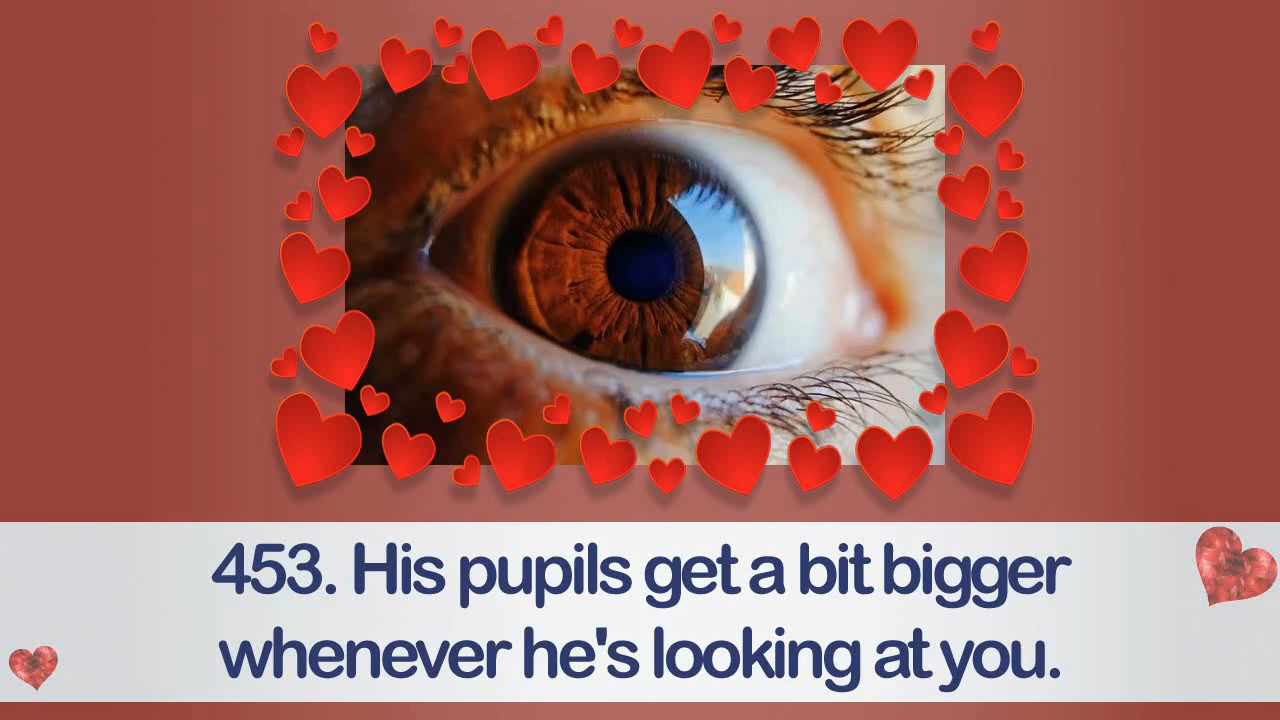 453. His pupils get a bit bigger
whenever he's looking at you.